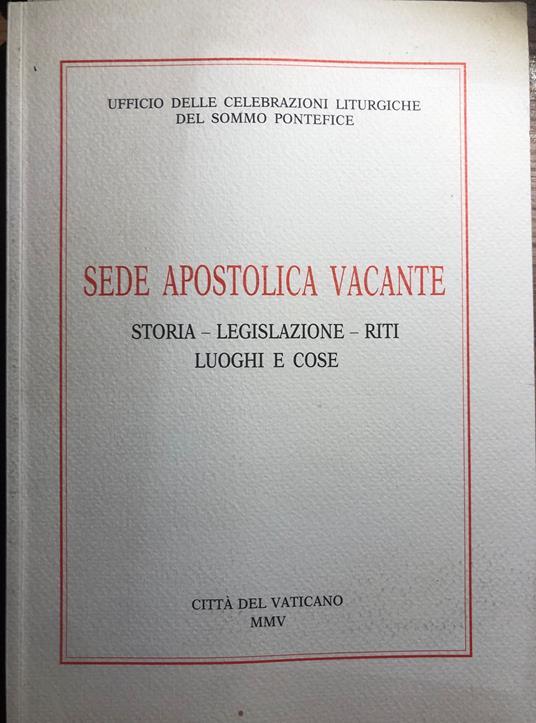 UFFICIO DELLE CELEBRAZIONI LITURGICHE
DEL SOMMO PONTEFICE
SEDE APOSTOLICA VACANTE
STORIA – LEGISLAZIONE – RITI
LUOGHI E COSE
CITTÀ DEL VATICANO
MMV